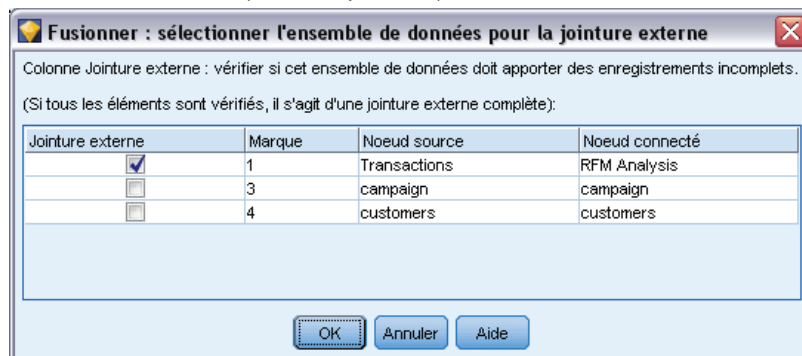 Fusionner : sélectionner l'ensemble de données pour la jointure externe
Colonne Jointure externe : vérifier si cet ensemble de données doit apporter des enregistrements incomplets.
(Si tous les éléments sont vérifiés, il s'agit d'une jointure externe complète):
Jointure externe Marque Noeud source Noeud connecté
1 Transactions RFM Analysis
3 campaign campaign
4 customers customers
OK Annuler Aide